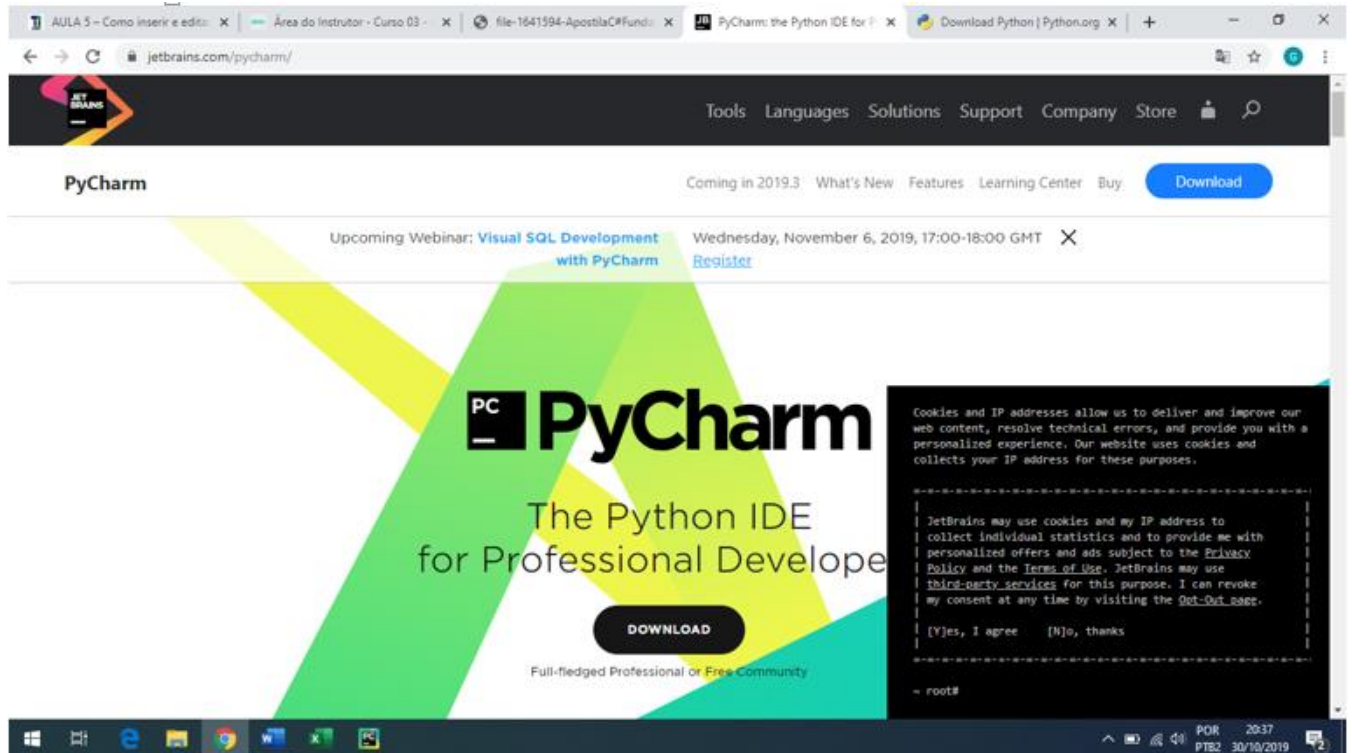 AULA 5 – Como inserir e edita
Área do Instrutor - Curso 03 -
file-1641594-ApostilaC#Funda
PyCharm: the Python IDE for P
Download Python | Python.org
jetbrains.com/pycharm/
G
JET
BRAINS
Tools Languages Solutions Support Company Store
PyCharm
Coming in 2019.3 What's New Features Learning Center Buy Download
Upcoming Webinar: Visual SQL Development
with PyCharm
Wednesday, November 6, 2019, 17:00-18:00 GMT
Register
PC
PyCharm
The Python IDE
for Professional Develope
DOWNLOAD
Full-fledged Professional or Free Community
Cookies and IP addresses allow us to deliver and improve our
web content, resolve technical errors, and provide you with a
personalized experience. Our website uses cookies and
collects your IP address for these purposes.
JetBrains may use cookies and my IP address to
collect individual statistics and to provide me with
personalized offers and ads subject to the Privacy
Policy and the Terms of Use. JetBrains may use
third-party services for this purpose. I can revoke
my consent at any time by visiting the Opt-Out page.
[Y]es, I agree [N]o, thanks
~ root#
POR 20:37
PTB2 30/10/2019